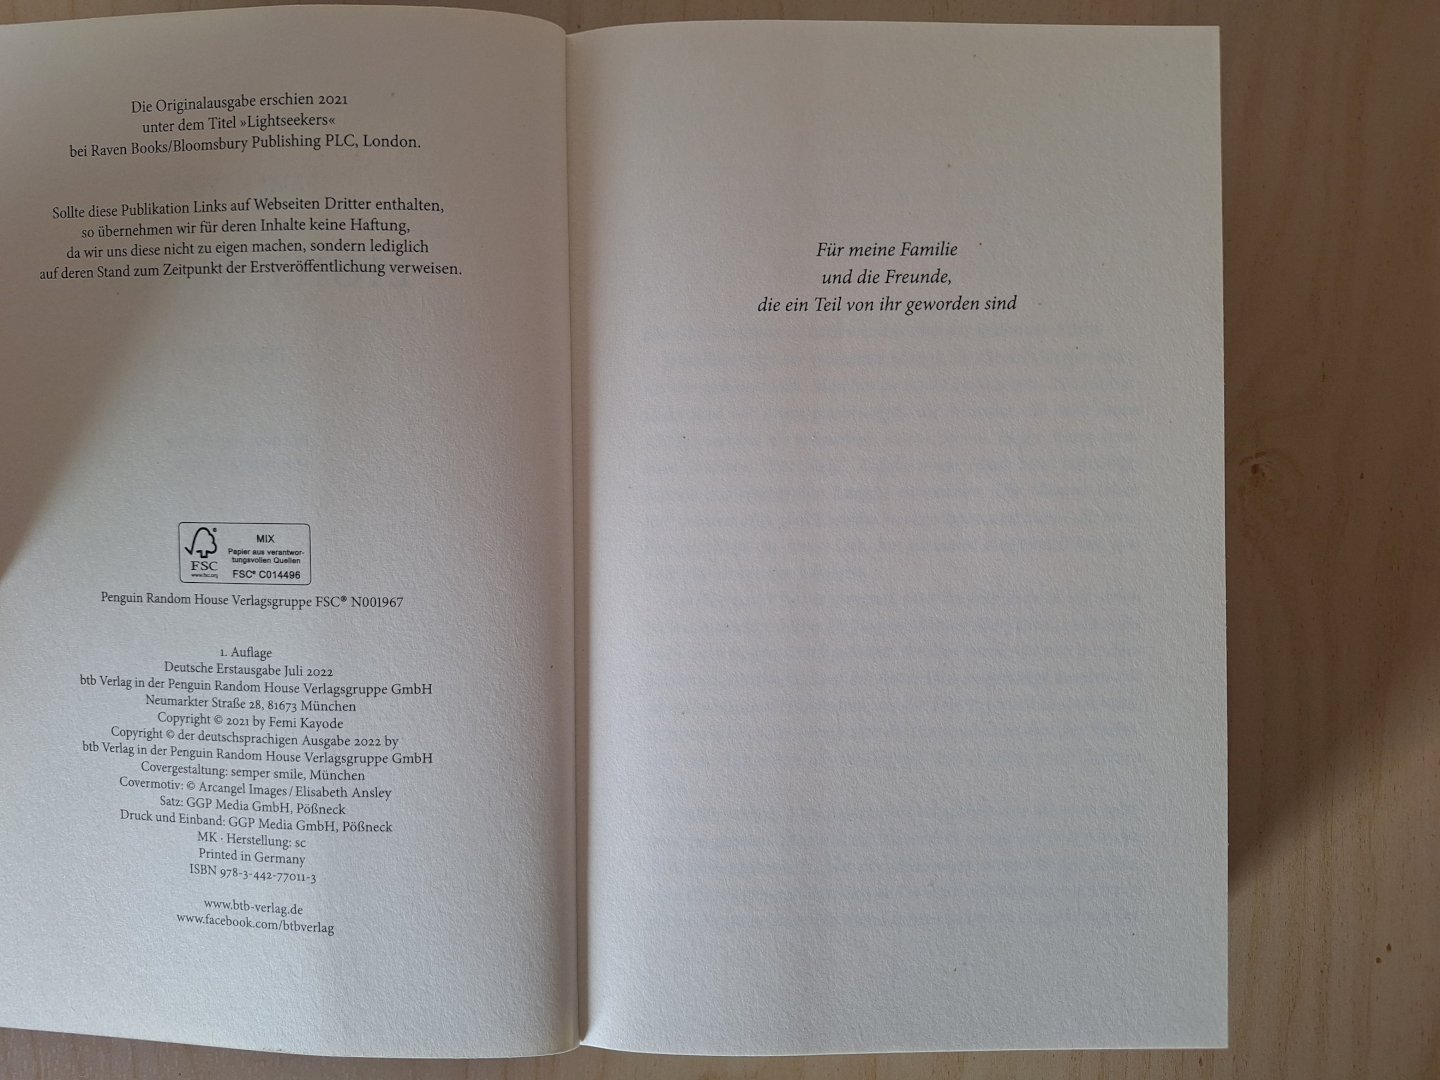 Die Originalausgabe erschien 2021
unter dem Titel »Lightseekers«
bei Raven Books/Bloomsbury Publishing PLC, London.
Sollte diese Publikation Links auf Webseiten Dritter enthalten,
so übernehmen wir für deren Inhalte keine Haftung,
da wir uns diese nicht zu eigen machen, sondern lediglich
auf deren Stand zum Zeitpunkt der Erstveröffentlichung verweisen.
FSC
www.fsc.org
MIX
Papier aus verantwor-
tungsvollen Quellen
FSC® C014496
Penguin Random House Verlagsgruppe FSC® N001967
1. Auflage
Deutsche Erstausgabe Juli 2022
btb Verlag in der Penguin Random House Verlagsgruppe GmbH
Neumarkter Straße 28, 81673 München
Copyright © 2021 by Femi Kayode
Copyright © der deutschsprachigen Ausgabe 2022 by
btb Verlag in der Penguin Random House Verlagsgruppe GmbH
Covergestaltung: semper smile, München
Covermotiv: © Arcangel Images / Elisabeth Ansley
Satz: GGP Media GmbH, Pößneck
Druck und Einband: GGP Media GmbH, Pößneck
MK · Herstellung: sc
Printed in Germany
ISBN 978-3-442-77011-3
www.btb-verlag.de
www.facebook.com/btbverlag
Für meine Familie
und die Freunde,
die ein Teil von ihr geworden sind